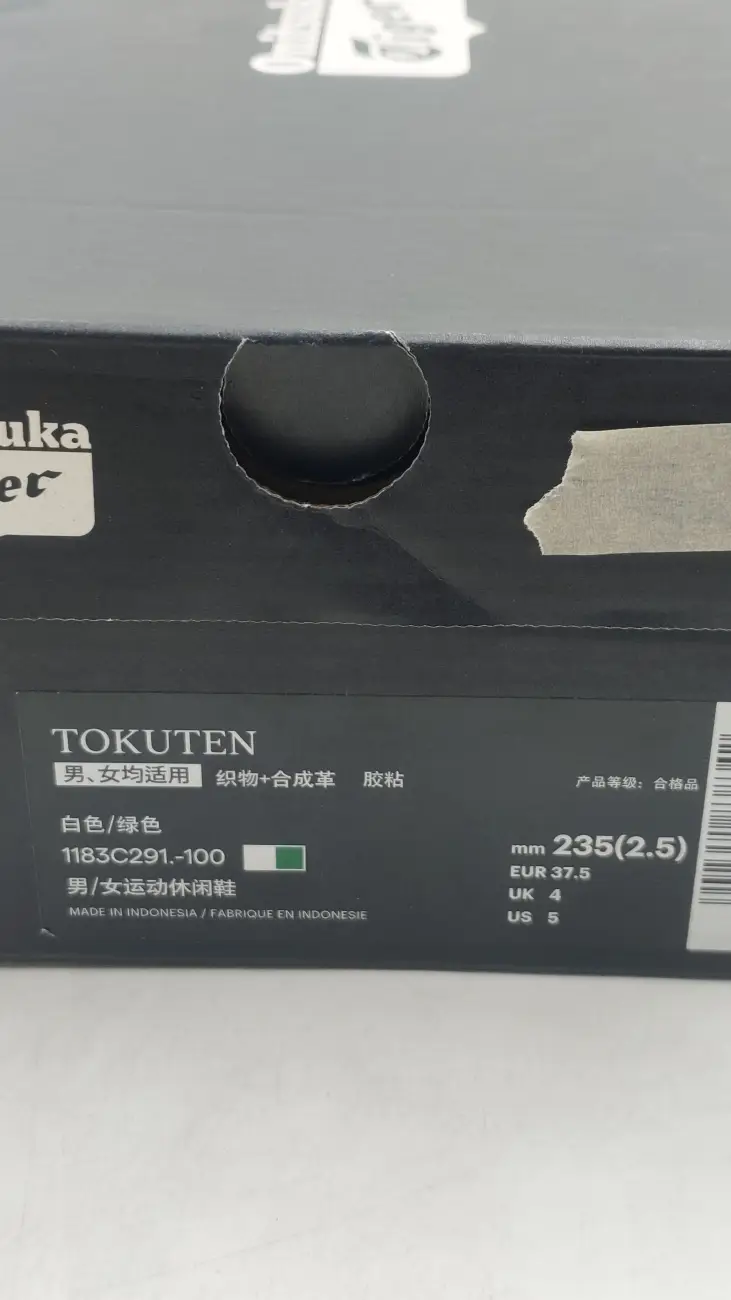 uka
er
TOKUTEN
男、女均适用 织物+合成革 胶粘
产品等级：合格品
白色/绿色
1183C291.-100
男/女运动休闲鞋
MADE IN INDONESIA / FABRIQUE EN INDONESIE
mm 235(2.5)
EUR 37.5
UK 4
US 5